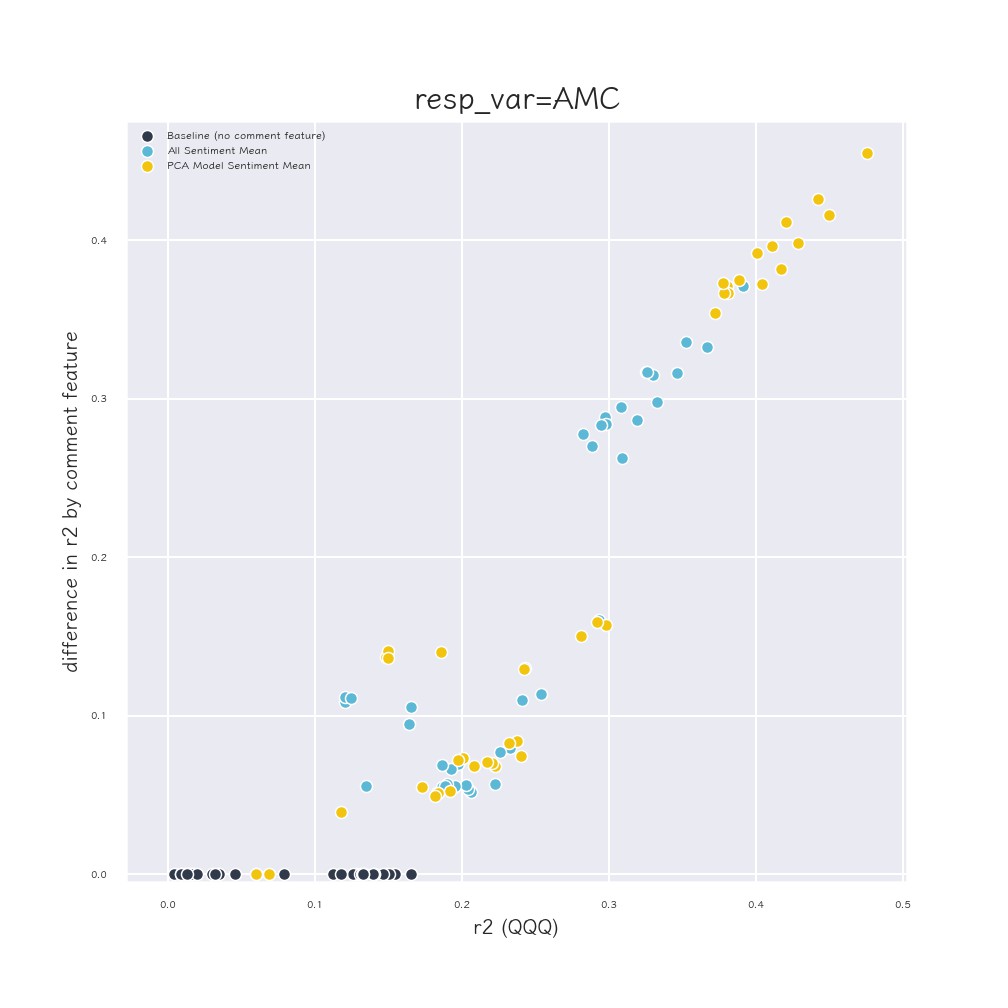 resp_var=AMC
Baseline (no comment feature)
All Sentiment Mean
PCA Model Sentiment Mean
difference in r2 by comment feature
0.4
0.3
0.2
0.1
0.0
0.0 0.1 0.2 0.3 0.4 0.5
r2 (QQQ)